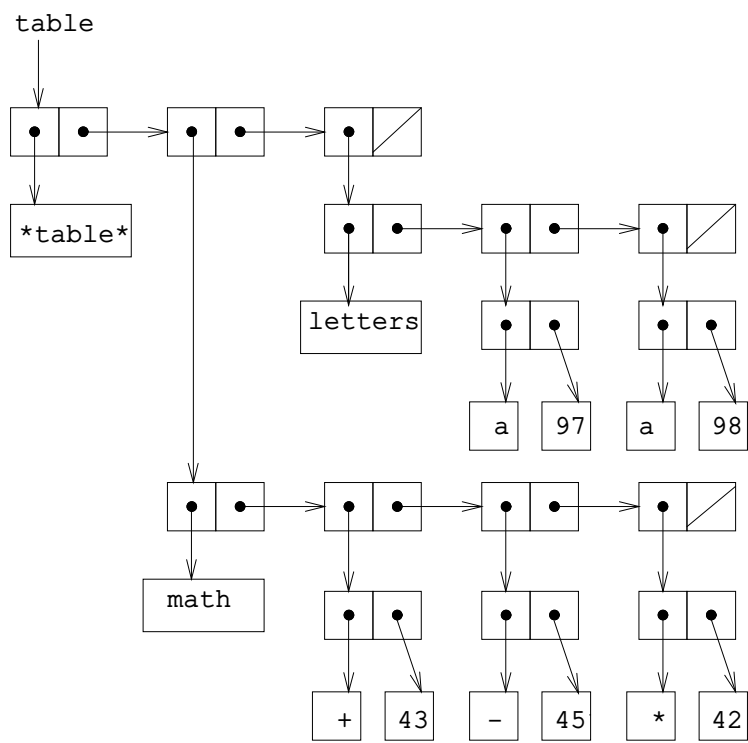 table
*table*
letters
a 97 a 98
math
+ 43 - 45 * 42